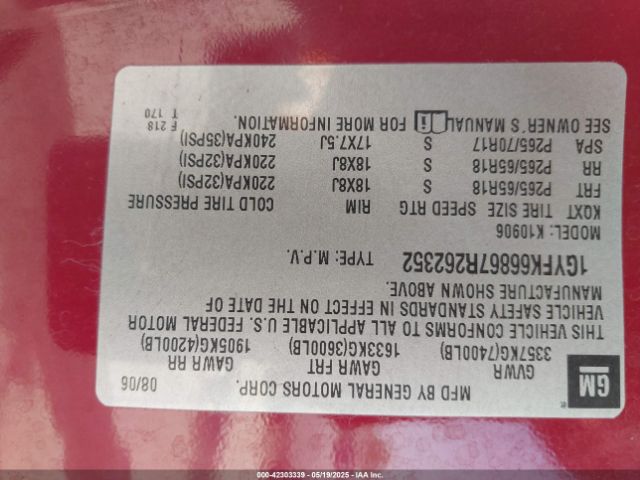 GM
MFD BY GENERAL MOTORS CORP. 08/06
GVWR GAWR FRT GAWR RR
3357KG(7400LB) 1633KG(3600LB) 1905KG(4200LB)
THIS VEHICLE CONFORMS TO ALL APPLICABLE U.S. FEDERAL MOTOR
VEHICLE SAFETY STANDARDS IN EFFECT ON THE DATE OF
MANUFACTURE SHOWN ABOVE.
1GYFK66867R262352 TYPE: M.P.V.
MODEL: K10906
KQXT TIRE SIZE SPEED RTG RIM COLD TIRE PRESSURE
FRT P265/65R18 S 18X8J 220KPA(32PSI)
RR P265/65R18 S 18X8J 220KPA(32PSI)
SPA P265/70R17 S 17X7.5J 240KPA(35PSI)
SEE OWNER'S MANUAL FOR MORE INFORMATION.
F 218
T 170
000-42303339 - 05/19/2025 - IAA Inc.